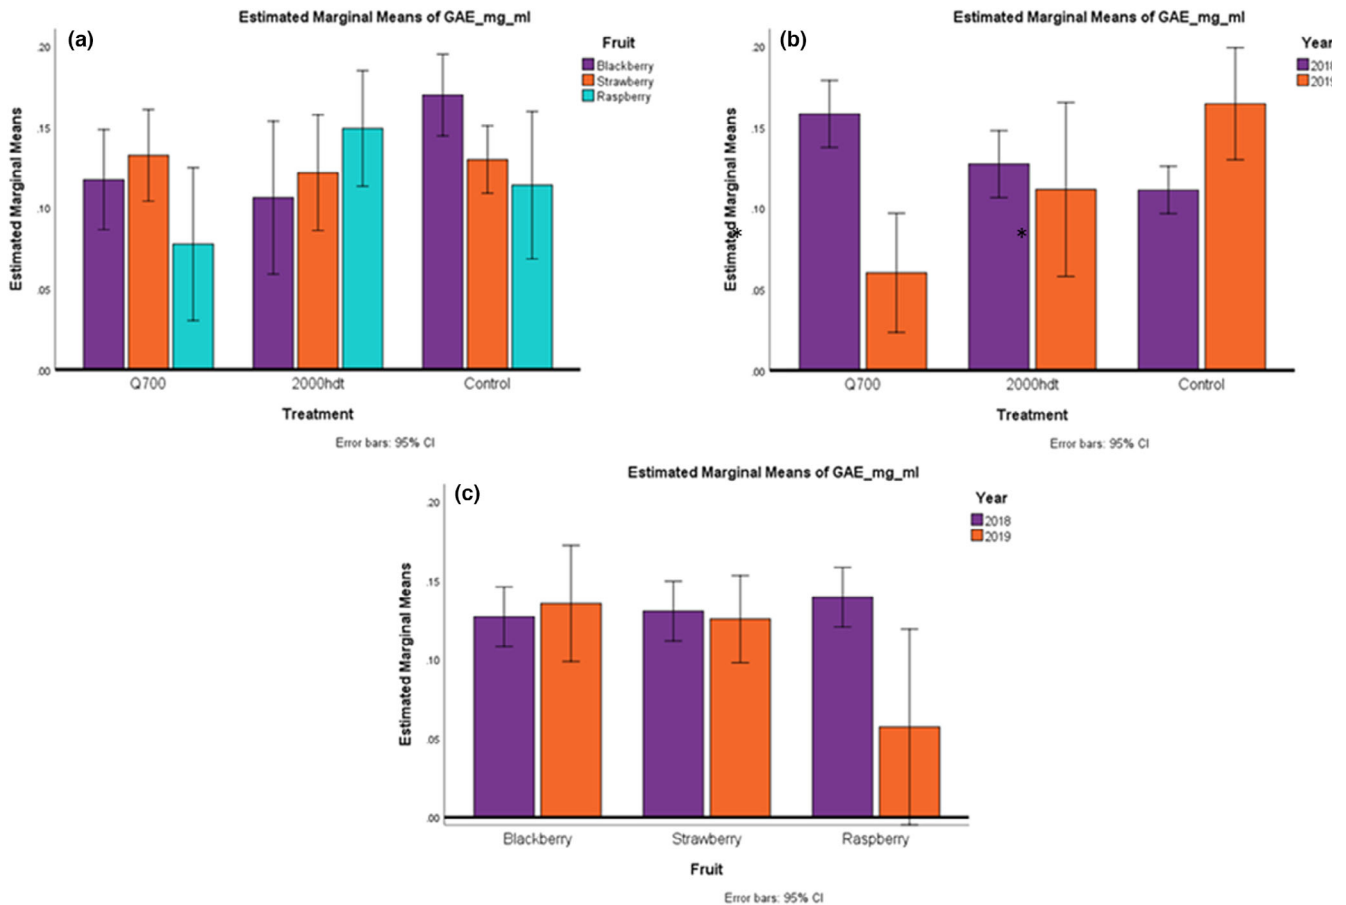 Estimated Marginal Means of GAE_mg_ml
(a)
Fruit
Blackberry
Strawberry
Raspberry
Estimated Marginal Means
.20
.15
.10
.05
.00
Q700
2000hdt
Control
Treatment
Error bars: 95% CI
Estimated Marginal Means of GAE_mg_ml
(b)
Year
2018
2019
Estimated Marginal Means
.20
.15
.10
.05
.00
*
*
Q700
2000hdt
Control
Treatment
Error bars: 95% CI
Estimated Marginal Means of GAE_mg_ml
(c)
Year
2018
2019
Estimated Marginal Means
.20
.15
.10
.05
.00
Blackberry
Strawberry
Raspberry
Fruit
Error bars: 95% CI